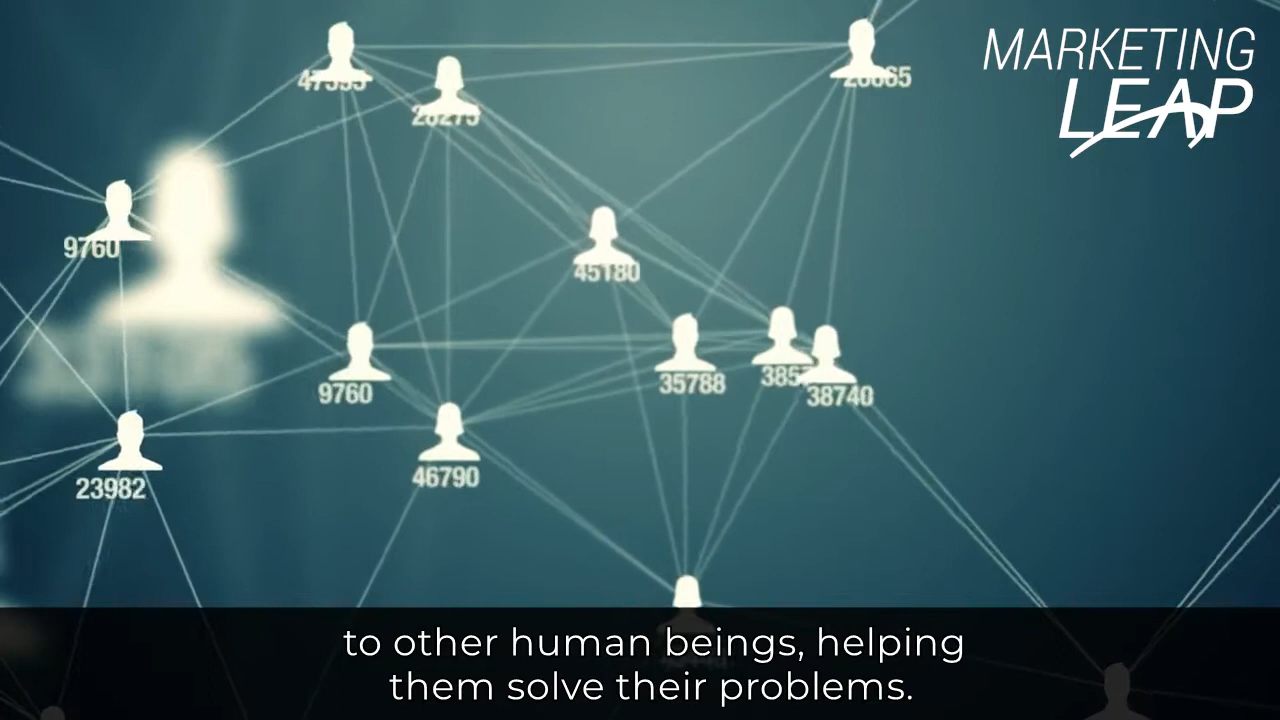 MARKETING
LEAP
9760
45180
9760
35788
38740
46790
23982
to other human beings, helping
them solve their problems.